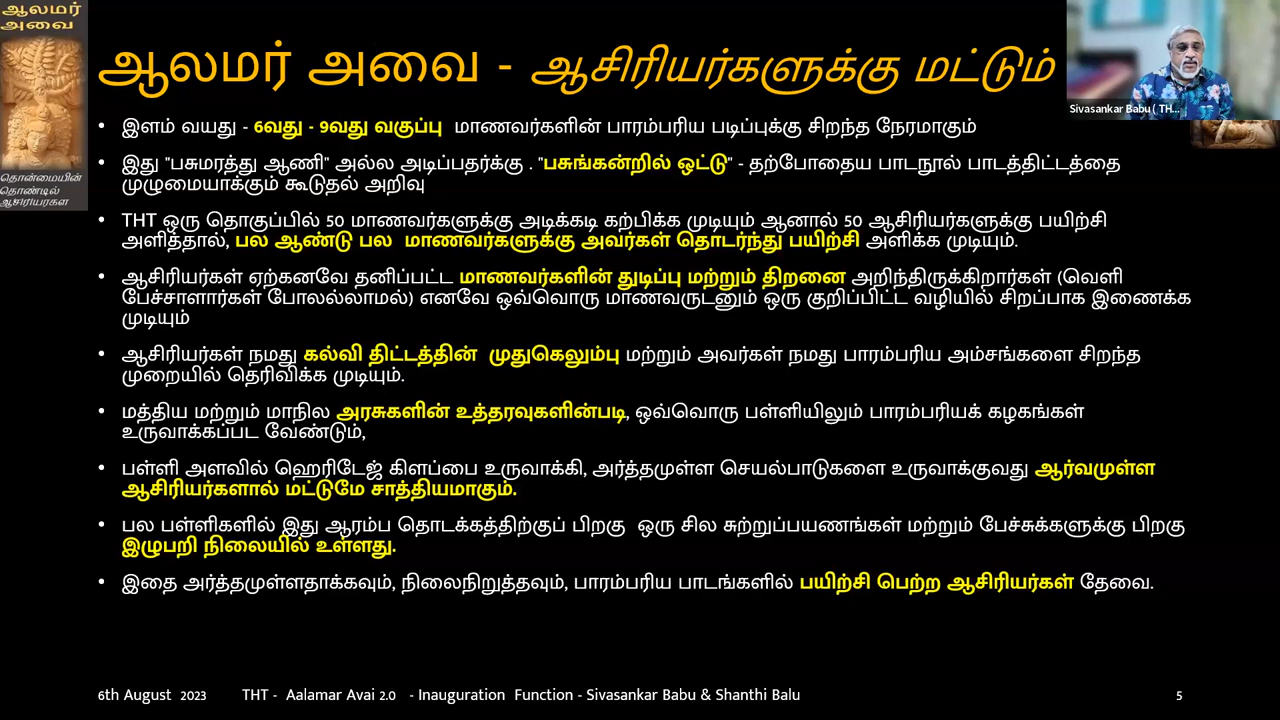 ஆலமர்
அவை
தொன்மையின்
தொண்டில்
ஆசிரியர்கள்
ஆலமர் அவை - ஆசிரியர்களுக்கு மட்டும்
Sivasankar Babu ( TH...
• இளம் வயது - 6வது - 9வது வகுப்பு மாணவர்களின் பாரம்பரிய படிப்புக்கு சிறந்த நேரமாகும்
• இது "பசுமரத்து ஆணி" அல்ல அடிப்பதர்க்கு . "பசுங்கன்றில் ஒட்டு" - தற்போதைய பாடநூல் பாடத்திட்டத்தை
முழுமையாக்கும் கூடுதல் அறிவு
• THT ஒரு தொகுப்பில் 50 மாணவர்களுக்கு அடிக்கடி கற்பிக்க முடியும் ஆனால் 50 ஆசிரியர்களுக்கு பயிற்சி
அளித்தால், பல ஆண்டு பல மாணவர்களுக்கு அவர்கள் தொடர்ந்து பயிற்சி அளிக்க முடியும்.
• ஆசிரியர்கள் ஏற்கனவே தனிப்பட்ட மாணவர்களின் துடிப்பு மற்றும் திறனை அறிந்திருக்கிறார்கள் (வெளி
பேச்சாளார்கள் போலல்லாமல்) எனவே ஒவ்வொரு மாணவருடனும் ஒரு குறிப்பிட்ட வழியில் சிறப்பாக இணைக்க
முடியும்
• ஆசிரியர்கள் நமது கல்வி திட்டத்தின் முதுகெலும்பு மற்றும் அவர்கள் நமது பாரம்பரிய அம்சங்களை சிறந்த
முறையில் தெரிவிக்க முடியும்.
• மத்திய மற்றும் மாநில அரசுகளின் உத்தரவுகளின்படி, ஒவ்வொரு பள்ளியிலும் பாரம்பரியக் கழகங்கள்
உருவாக்கப்பட வேண்டும்,
• பள்ளி அளவில் ஹெரிடேஜ் கிளப்பை உருவாக்கி, அர்த்தமுள்ள செயல்பாடுகளை உருவாக்குவது ஆர்வமுள்ள
ஆசிரியர்களால் மட்டுமே சாத்தியமாகும்.
• பல பள்ளிகளில் இது ஆரம்ப தொடக்கத்திற்குப் பிறகு ஒரு சில சுற்றுப்பயணங்கள் மற்றும் பேச்சுக்களுக்கு பிறகு
இழுபறி நிலையில் உள்ளது.
• இதை அர்த்தமுள்ளதாக்கவும், நிலைநிறுத்தவும், பாரம்பரிய பாடங்களில் பயிற்சி பெற்ற ஆசிரியர்கள் தேவை.
6th August 2023 THT - Aalamar Avai 2.0 - Inauguration Function - Sivasankar Babu & Shanthi Balu 5